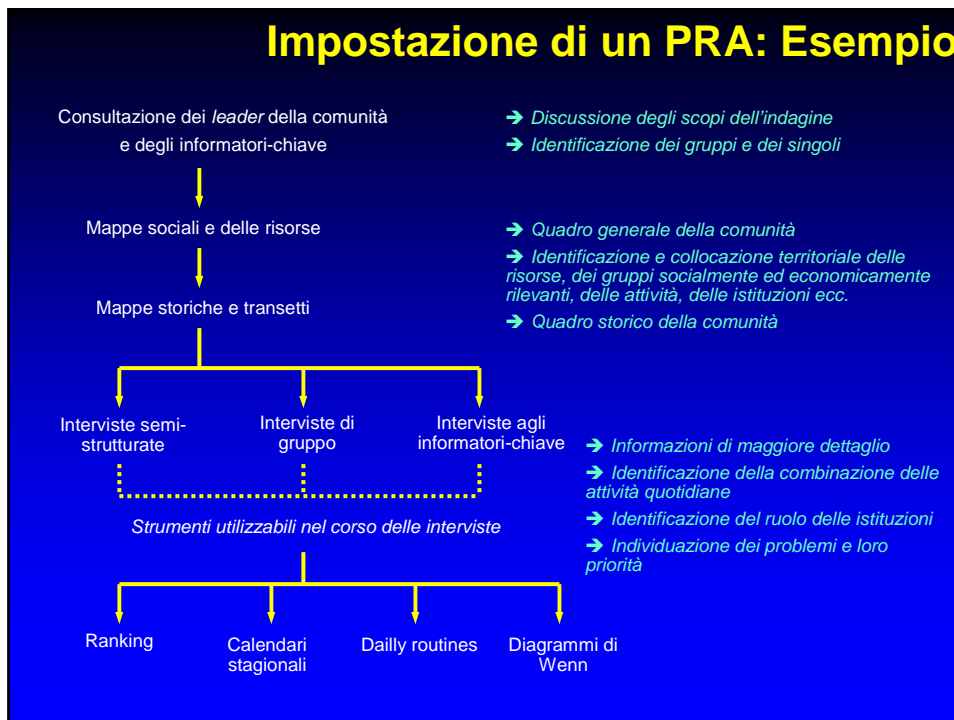 Impostazione di un PRA: Esempio
Consultazione dei leader della comunità
e degli informatori-chiave
➔ Discussione degli scopi dell'indagine
➔ Identificazione dei gruppi e dei singoli
Mappe sociali e delle risorse
➔ Quadro generale della comunità
➔ Identificazione e collocazione territoriale delle
risorse, dei gruppi socialmente ed economicamente
rilevanti, delle attività, delle istituzioni ecc.
Mappe storiche e transetti
➔ Quadro storico della comunità
Interviste semi-
strutturate
Interviste di
gruppo
Interviste agli
informatori-chiave
➔ Informazioni di maggiore dettaglio
➔ Identificazione della combinazione delle
attività quotidiane
➔ Identificazione del ruolo delle istituzioni
➔ Individuazione dei problemi e loro
priorità
Strumenti utilizzabili nel corso delle interviste
Ranking
Calendari
stagionali
Dailly routines
Diagrammi di
Wenn